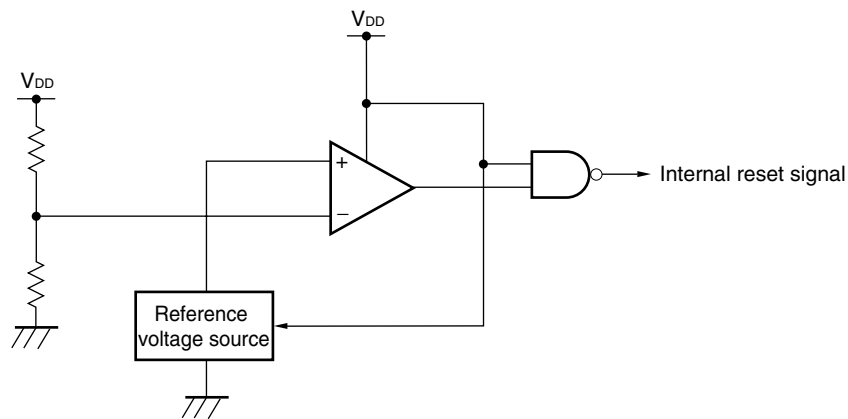 VDD
VDD
+
−
Internal reset signal
Reference
voltage source